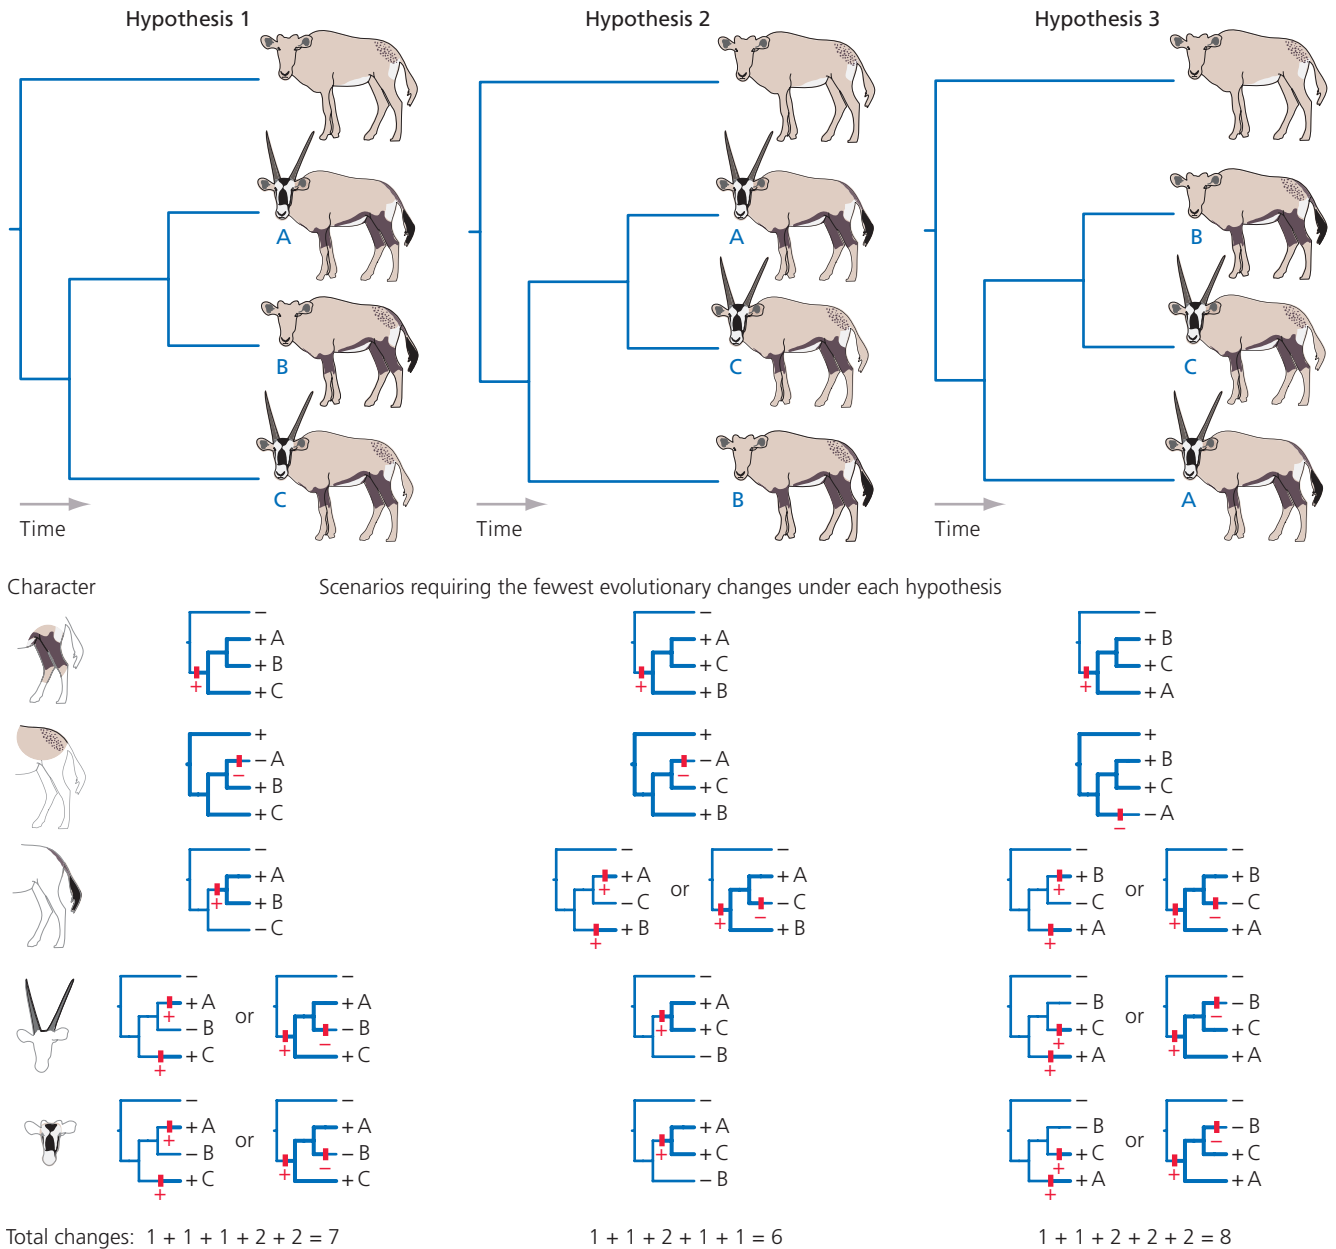 Hypothesis 1 Hypothesis 2 Hypothesis 3
A A B
B C C
C B A
Time Time Time
Character Scenarios requiring the fewest evolutionary changes under each hypothesis
− − −
+ A + A + B
+ B + C + C
+ + +
+ C + B + A
+ + +
− A − A + B
− −
+ B + C + C
+ C + B − A
−
− − − − −
+ A + A + A + B + B
+ or + or
+ B − C − C − C − C
+ + − + −
− C + B + B + A + A
+ +
− − − − −
+ A + A + A − B − B
+ or or −
− B − B + C + C + C
+ − + + +
+ C + C − B + A + A
+ +
− − − − −
+ A + A + A − B − B
+ or or −
− B − B + C + C + C
+ − + + +
+ C + C − B + A + A
+ +
Total changes: 1 + 1 + 1 + 2 + 2 = 7 1 + 1 + 2 + 1 + 1 = 6 1 + 1 + 2 + 2 + 2 = 8